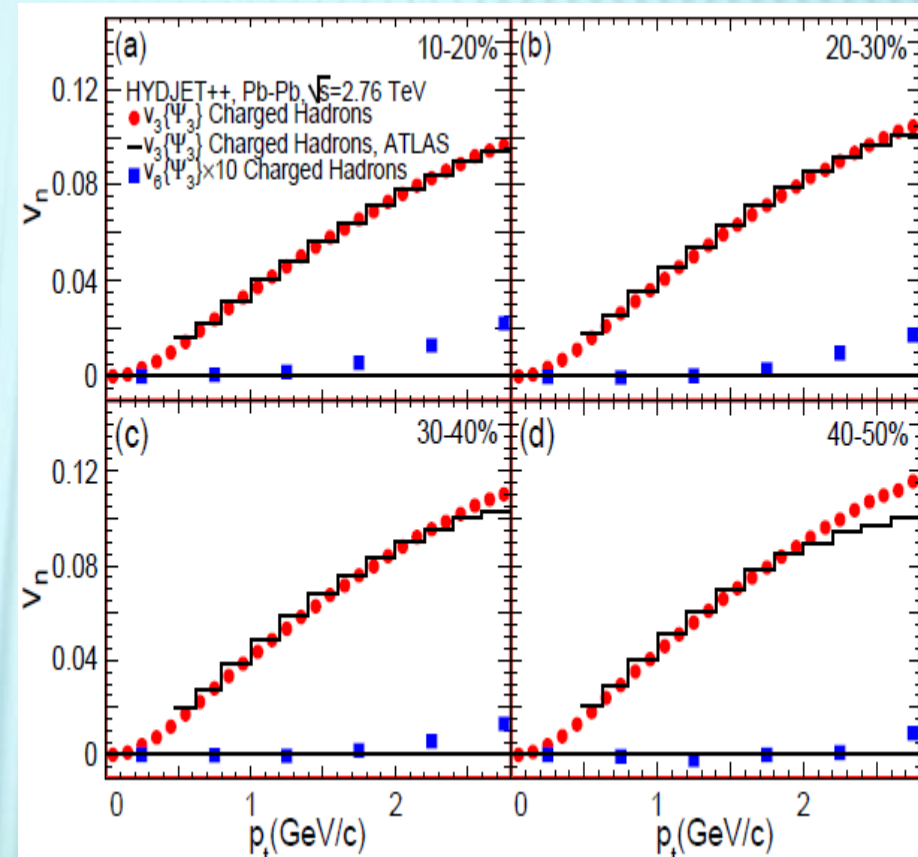 (a) 10-20%
(b) 20-30%
HYDJET++, Pb-Pb, √s=2.76 TeV
v₃{Ψ₃} Charged Hadrons
v₃{Ψ₃} Charged Hadrons, ATLAS
v₆{Ψ₃}×10 Charged Hadrons
vₙ
0.12
0.08
0.04
0
(c) 30-40%
(d) 40-50%
vₙ
0.12
0.08
0.04
0
0 1 2
0 1 2
pₜ(GeV/c)
pₜ(GeV/c)